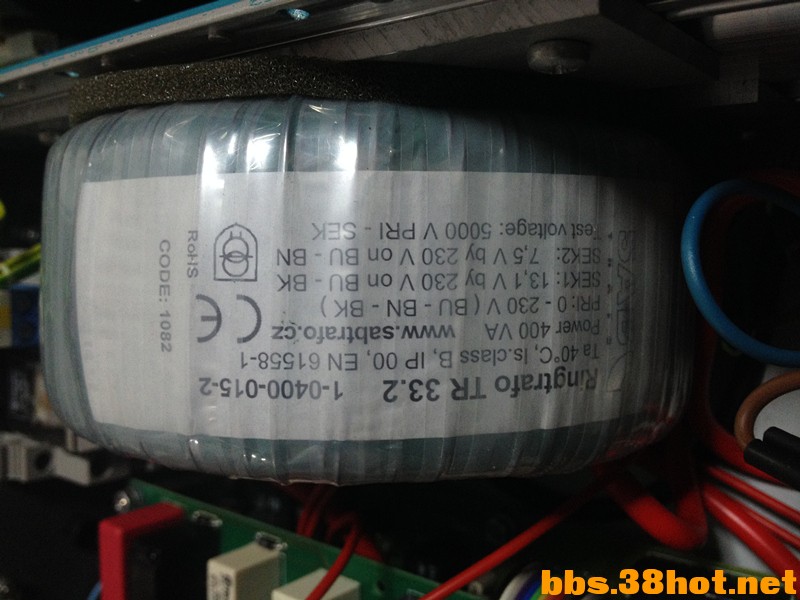 Ringtrafo TR 33.2 1-0400-015-2
Ta 40°C, Is.class B, IP 00, EN 61558-1
Power 400 VA www.sabtrafo.cz
PRI: 0 - 230 V ( BU - BN - BK )
SEK1: 13,1 V by 230 V on BU - BK
SEK2: 7,5 V by 230 V on BU - BN
Test voltage: 5000 V PRI - SEK
CE
RoHS
CODE: 1082
bbs.38hot.net